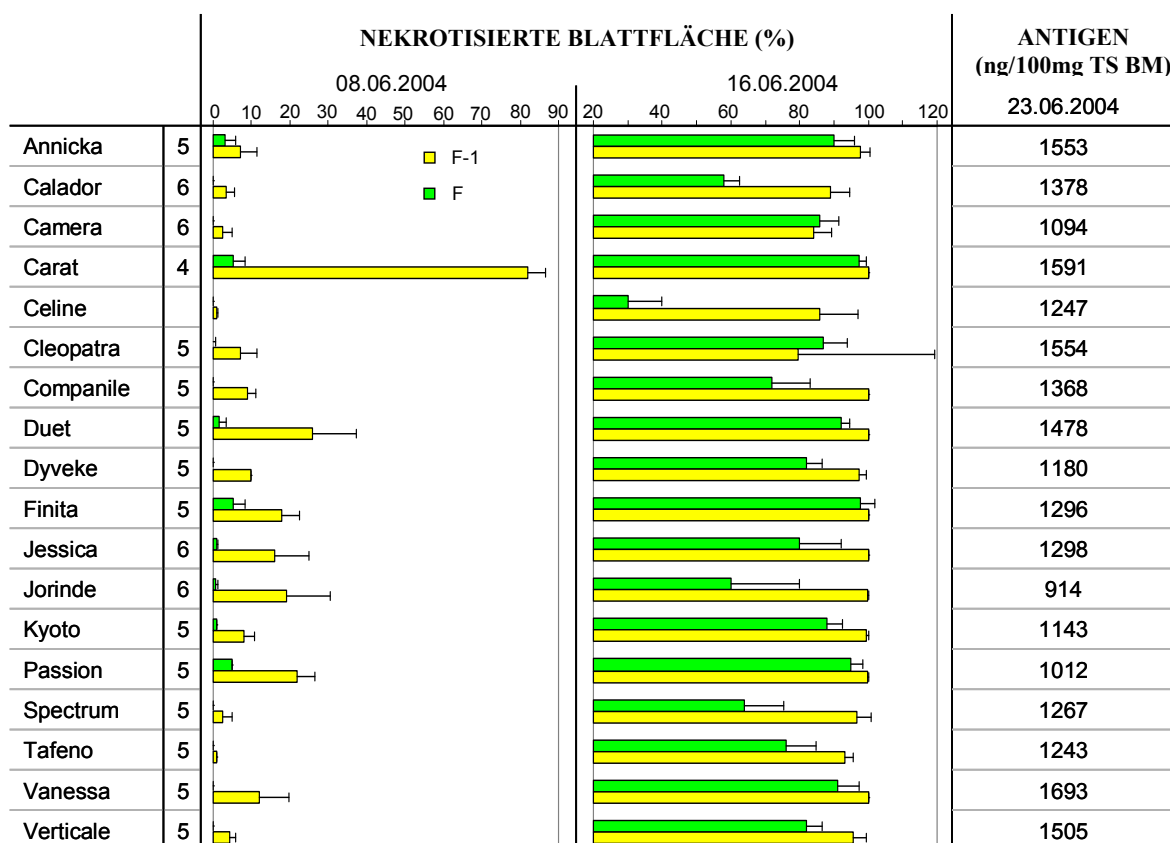 NEKROTISIERTE BLATTFLÄCHE (%) ANTIGEN
(ng/100mg TS BM)
08.06.2004 16.06.2004 23.06.2004
0 10 20 30 40 50 60 70 80 90 20 40 60 80 100 120
Annicka 5 1553
F-1
Calador 6 1378
F
Camera 6 1094
Carat 4 1591
Celine 1247
Cleopatra 5 1554
Companile 5 1368
Duet 5 1478
Dyveke 5 1180
Finita 5 1296
Jessica 6 1298
Jorinde 6 914
Kyoto 5 1143
Passion 5 1012
Spectrum 5 1267
Tafeno 5 1243
Vanessa 5 1693
Verticale 5 1505